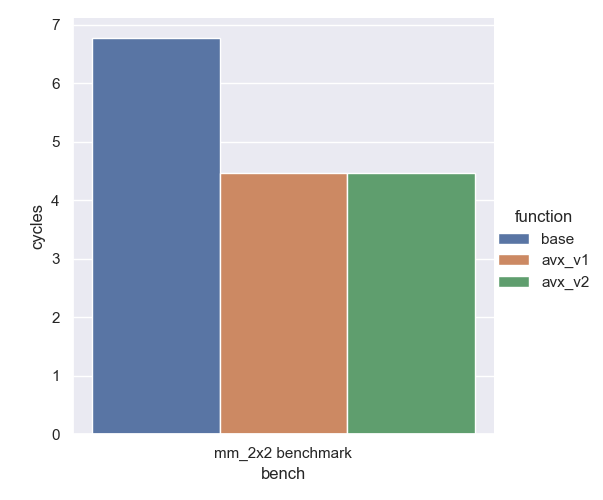 7
6
5
4
3
2
1
0
cycles
mm_2x2 benchmark
bench
function
base
avx_v1
avx_v2